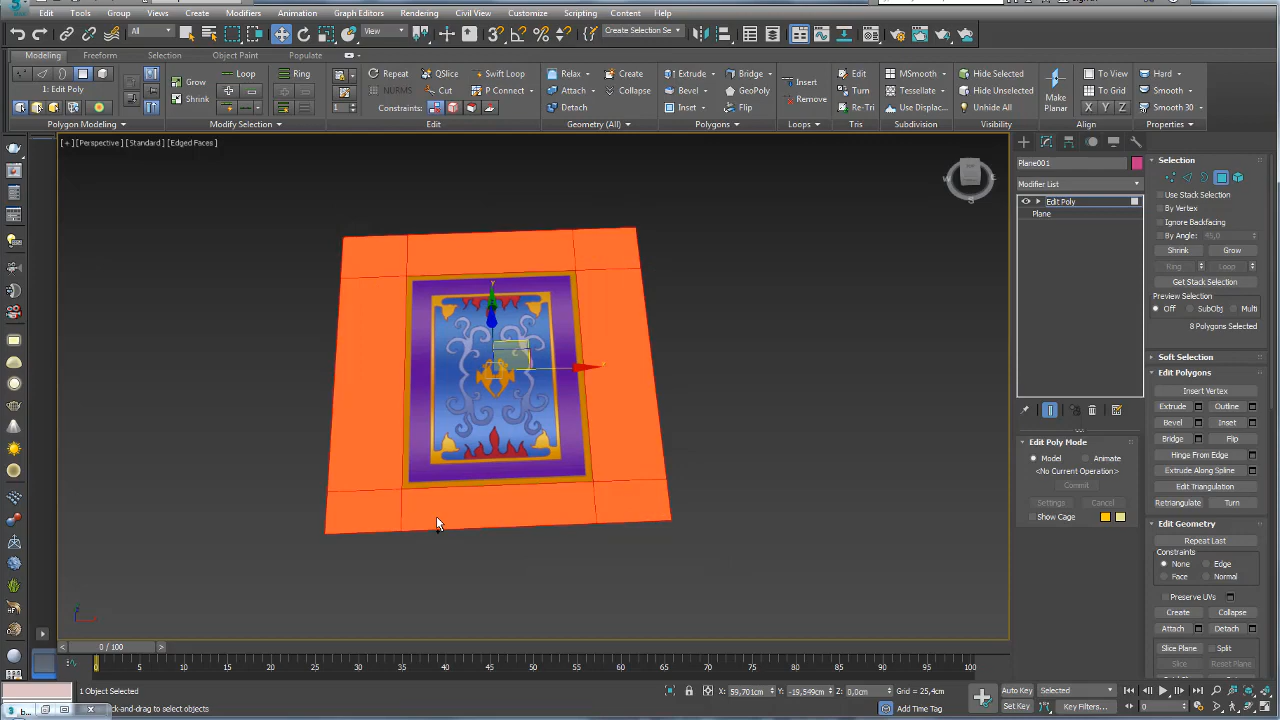 Edit Tools Group Views Create Modifiers Animation Graph Editors Rendering Civil View Customize Scripting Content Help
All View Create Selection Se
Modeling Freeform Selection Object Paint Populate
1: Edit Poly Grow Shrink Loop Ring Repeat QSlice Swift Loop NURMS Cut P Connect Constraints: Relax Create Attach Collapse Detach Extrude Bridge Bevel GeoPoly Inset Flip Insert Remove Edit Turn Re-Tri MSmooth Tessellate Use Displac... Hide Selected Hide Unselected Unhide All Make Planar To View To Grid X Y Z Hard Smooth Smooth 30
Polygon Modeling Modify Selection Edit Geometry (All) Polygons Loops Tris Subdivision Visibility Align Properties
[+] [Perspective] [Standard] [Edged Faces]
W E S
Plane001
Modifier List
Edit Poly
Plane
Edit Poly Mode
Model Animate
<No Current Operation>
Commit
Settings Cancel
Show Cage
Selection
Use Stack Selection
By Vertex
Ignore Backfacing
By Angle: 45,0
Shrink Grow
Ring Loop
Get Stack Selection
Preview Selection
Off SubObj Multi
8 Polygons Selected
Soft Selection
Edit Polygons
Insert Vertex
Extrude Outline
Bevel Inset
Bridge Flip
Hinge From Edge
Extrude Along Spline
Edit Triangulation
Retriangulate Turn
Edit Geometry
Repeat Last
Constraints
None Edge
Face Normal
Preserve UVs
Create Collapse
Attach Detach
Slice Plane Split
Slice Reset Plane
0 / 100
0 5 10 15 20 25 30 35 40 45 50 55 60 65 70 75 80 85 90 95 100
1 Object Selected X: 59,701cm Y: -19,549cm Z: 0,0cm Grid = 25,4cm Auto Key Selected
click-and-drag to select objects Add Time Tag Set Key Key Filters... 0